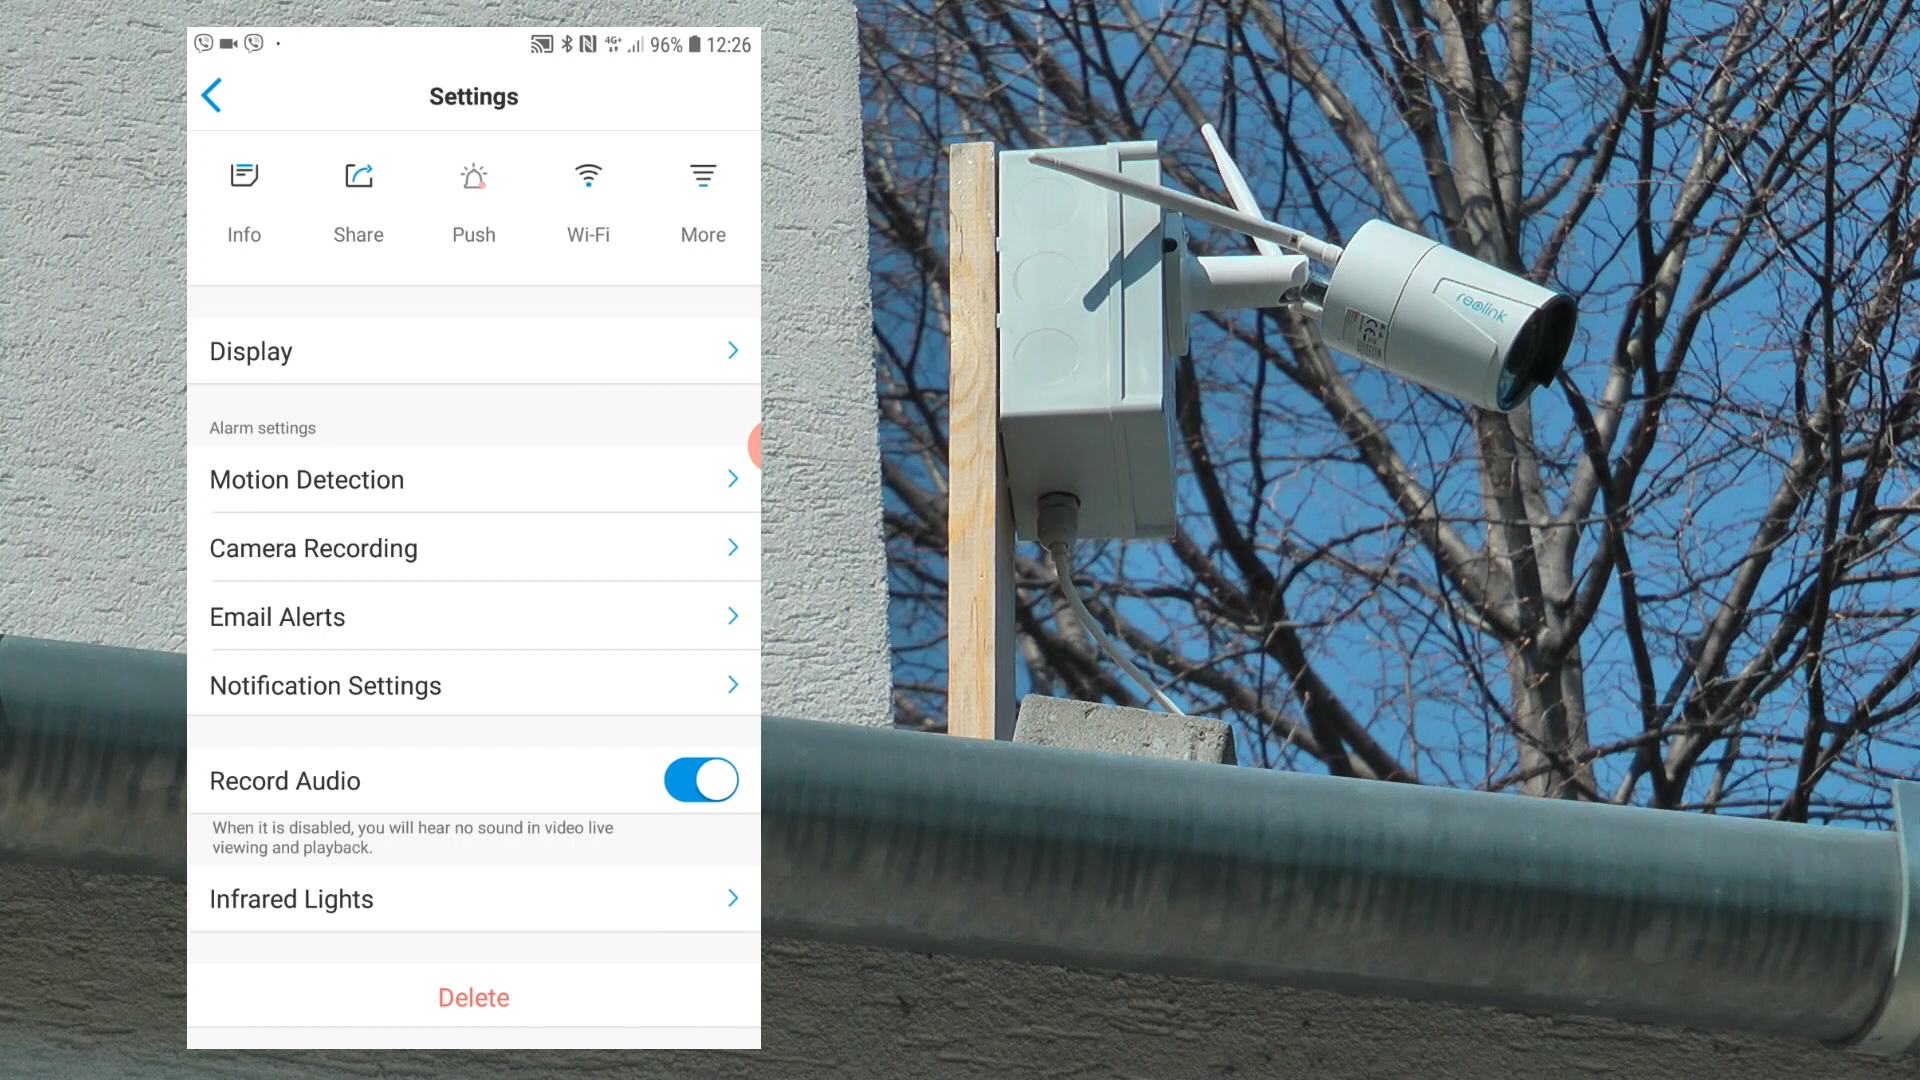 4G+ 96% 12:26
Settings
Info Share Push Wi-Fi More
Display
Alarm settings
Motion Detection
Camera Recording
Email Alerts
Notification Settings
Record Audio
When it is disabled, you will hear no sound in video live
viewing and playback.
Infrared Lights
Delete
reolink